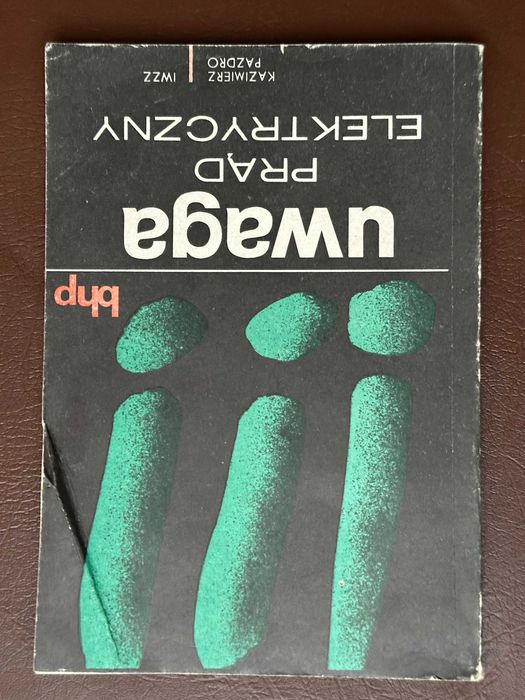 bhp
uwaga
PRĄD
ELEKTRYCZNY
KAZIMIERZ
PAZDRO
IWZZ